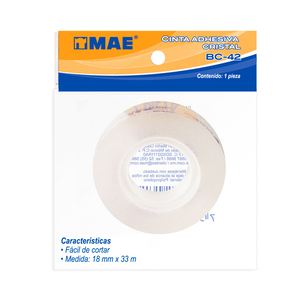 MAE®
CINTA ADHESIVA
CRISTAL
BC-42
Contenido: 1 pieza
Características
• Fácil de cortar
• Medida: 18 mm x 33 m